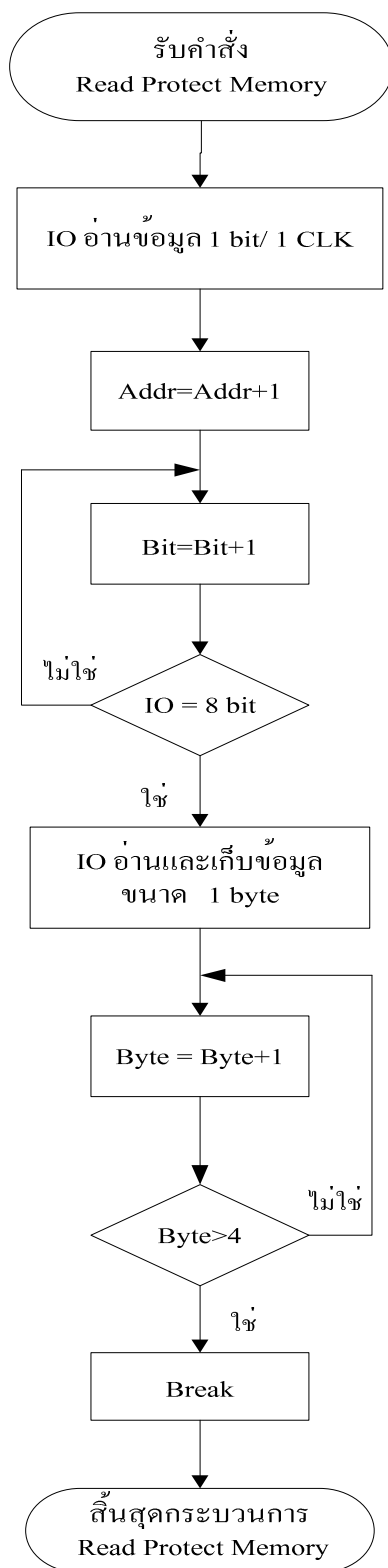 รับคำสั่ง
Read Protect Memory
IO อ่านข้อมูล 1 bit/ 1 CLK
Addr=Addr+1
Bit=Bit+1
ไม่ใช่
IO = 8 bit
ใช่
IO อ่านและเก็บข้อมูล
ขนาด 1 byte
Byte = Byte+1
ไม่ใช่
Byte>4
ใช่
Break
สิ้นสุดกระบวนการ
Read Protect Memory